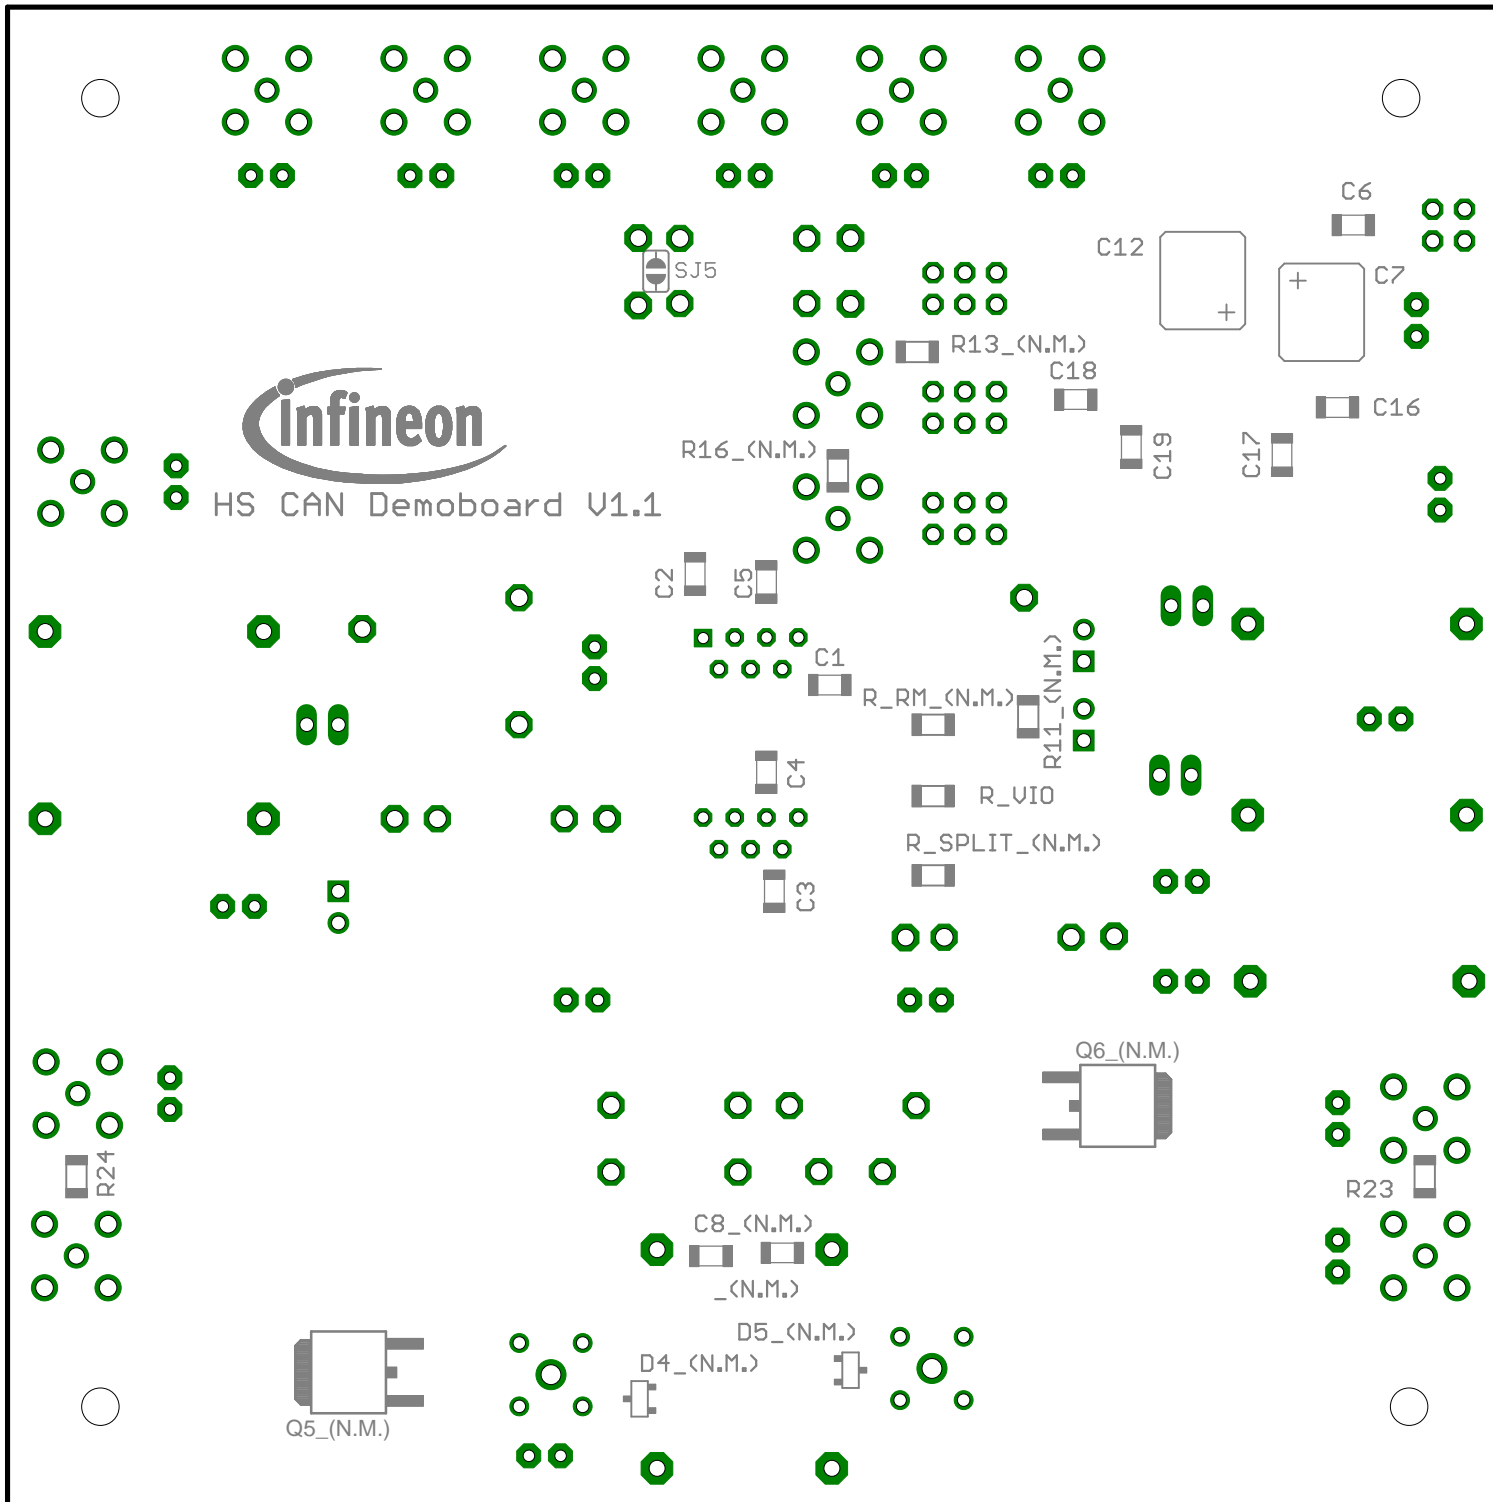 C6
C12
C7
SJ5
R13_(N.M.)
C18
C16
infineon
R16_(N.M.)
C19
C17
HS CAN Demoboard V1.1
C2
C5
C1
R_RM_(N.M.)
R11_(N.M.)
C4
R_VIO
R_SPLIT_(N.M.)
C3
Q6_(N.M.)
R24
R23
C8_(N.M.)
_(N.M.)
D5_(N.M.)
D4_(N.M.)
Q5_(N.M.)